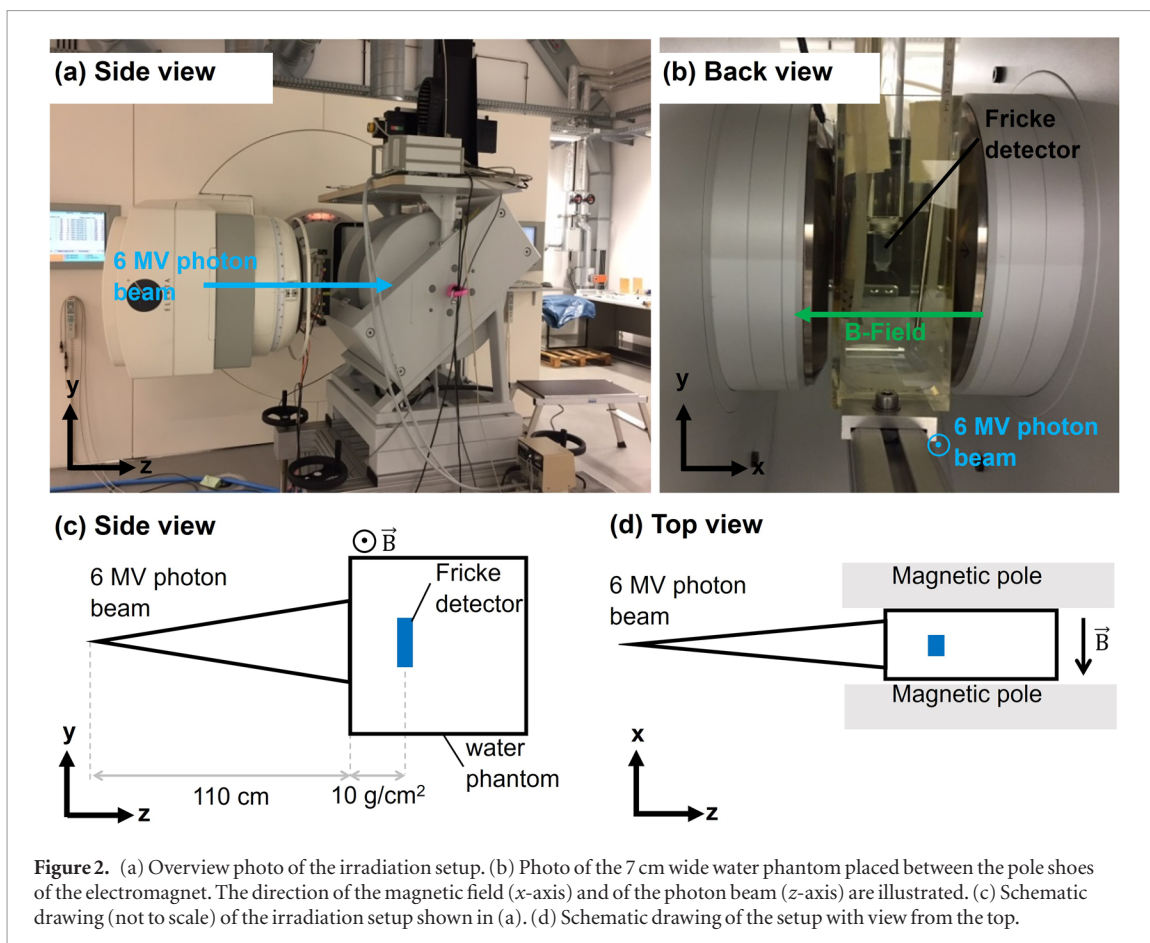 (a) Side view
6 MV photon
beam
y
z
(b) Back view
Fricke
detector
B-Field
y
x
6 MV photon
beam
(c) Side view
B⃗
6 MV photon
beam
Fricke
detector
y
z
water
phantom
110 cm
10 g/cm²
(d) Top view
6 MV photon
beam
Magnetic pole
B⃗
Magnetic pole
x
z
Figure 2. (a) Overview photo of the irradiation setup. (b) Photo of the 7 cm wide water phantom placed between the pole shoes
of the electromagnet. The direction of the magnetic field (x-axis) and of the photon beam (z-axis) are illustrated. (c) Schematic
drawing (not to scale) of the irradiation setup shown in (a). (d) Schematic drawing of the setup with view from the top.